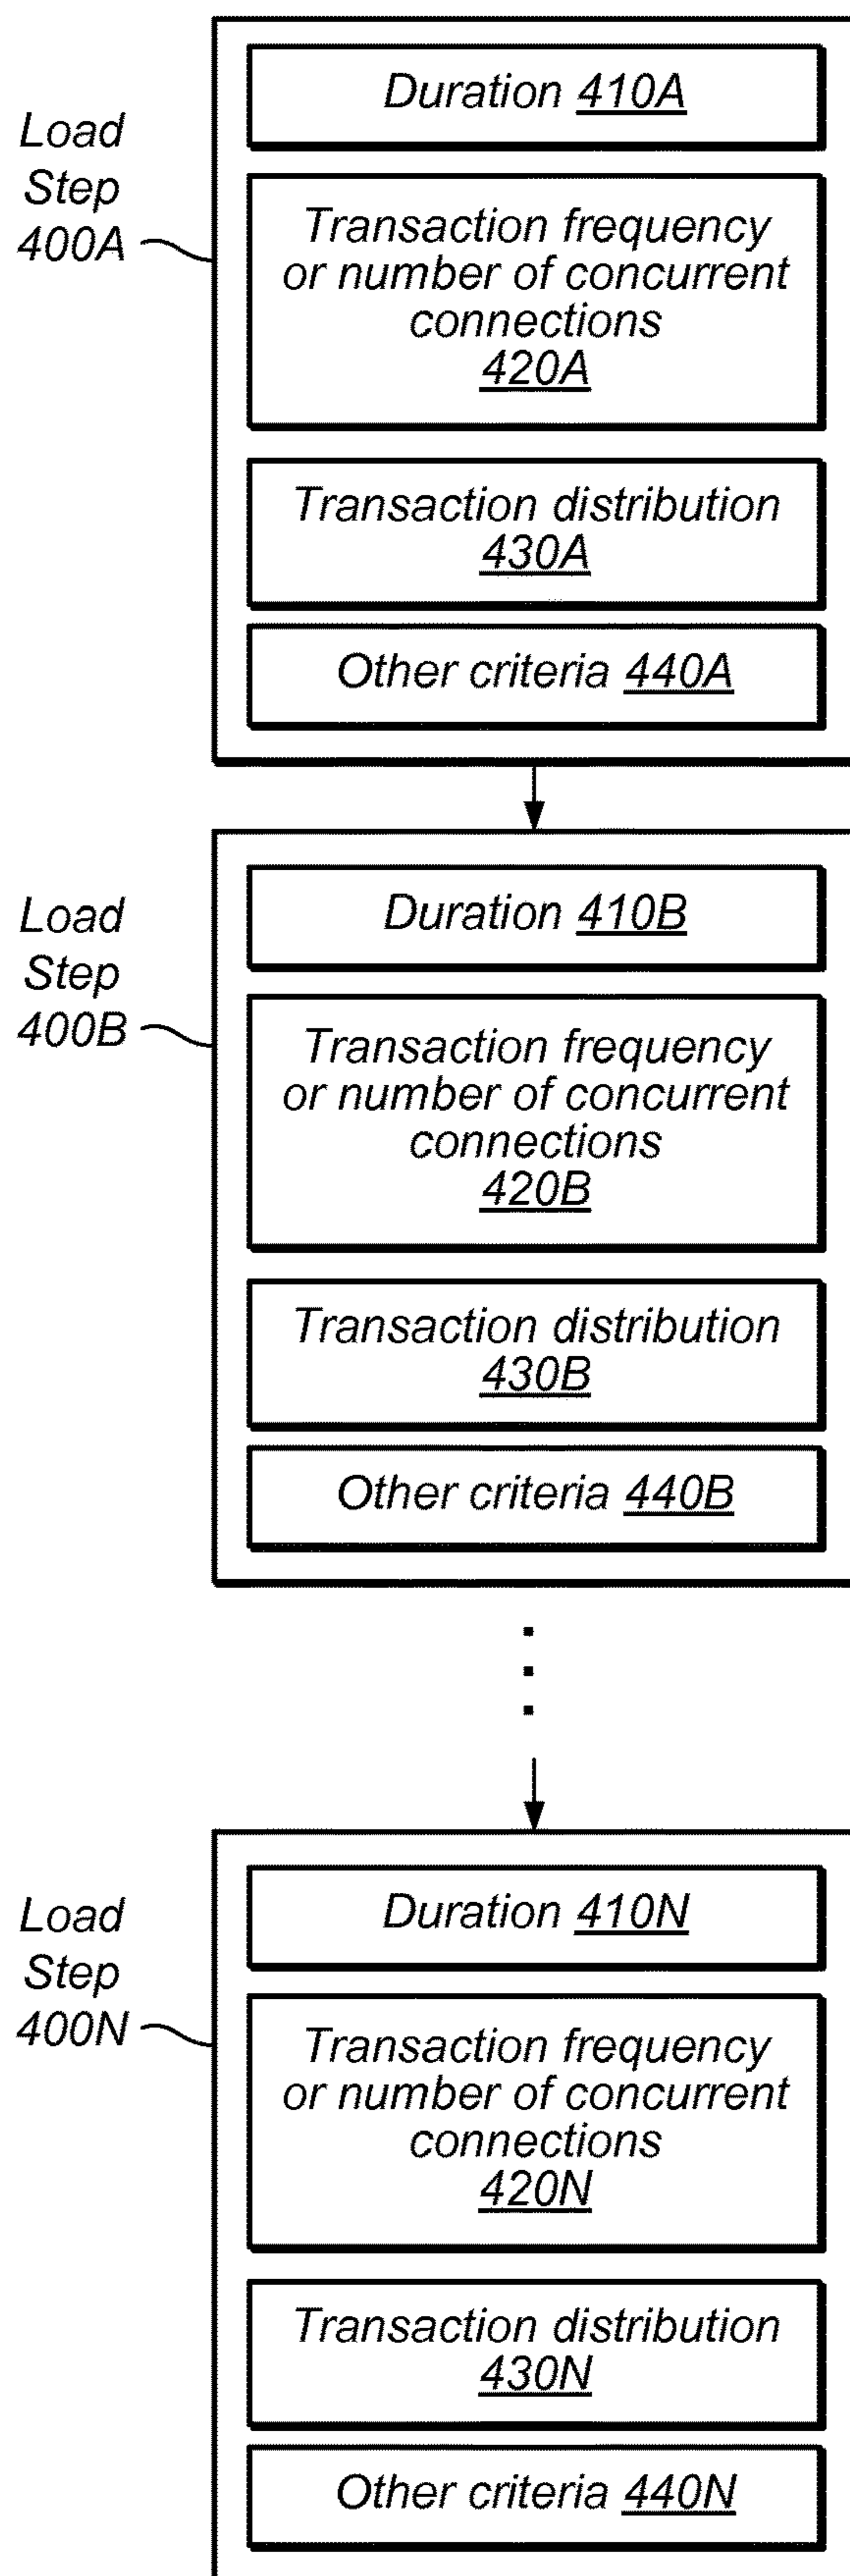 Load
Step
400A
Duration 410A
Transaction frequency
or number of concurrent
connections
420A
Transaction distribution
430A
Other criteria 440A
Load
Step
400B
Duration 410B
Transaction frequency
or number of concurrent
connections
420B
Transaction distribution
430B
Other criteria 440B
Load
Step
400N
Duration 410N
Transaction frequency
or number of concurrent
connections
420N
Transaction distribution
430N
Other criteria 440N